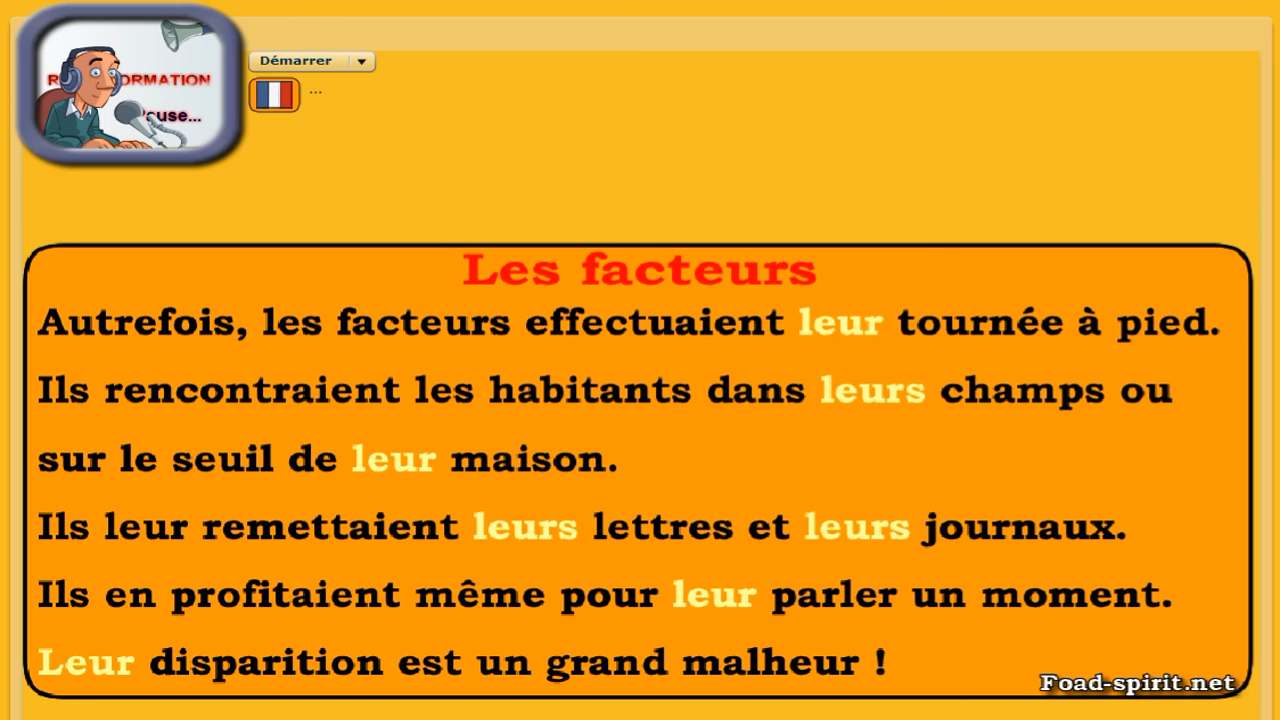 Démarrer
ORMATION
...
Les facteurs
Autrefois, les facteurs effectuaient leur tournée à pied.
Ils rencontraient les habitants dans leurs champs ou
sur le seuil de leur maison.
Ils leur remettaient leurs lettres et leurs journaux.
Ils en profitaient même pour leur parler un moment.
Leur disparition est un grand malheur !
Foad-spirit.net